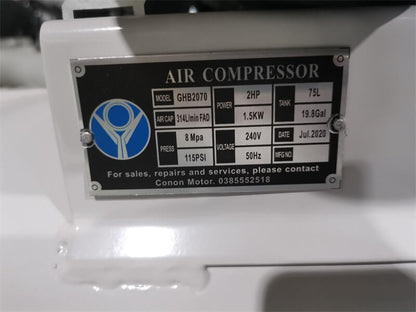 AIR COMPRESSOR
MODEL GHB2070 POWER 2HP TANK 75L
AIR CAP 314L/min FAD 1.5KW 19.8Gal
PRESS 8 Mpa VOLTAGE 240V DATE Jul.2020
115PSI 50Hz MFG NO.
For sales, repairs and services, please contact
Conon Motor. 0385552518